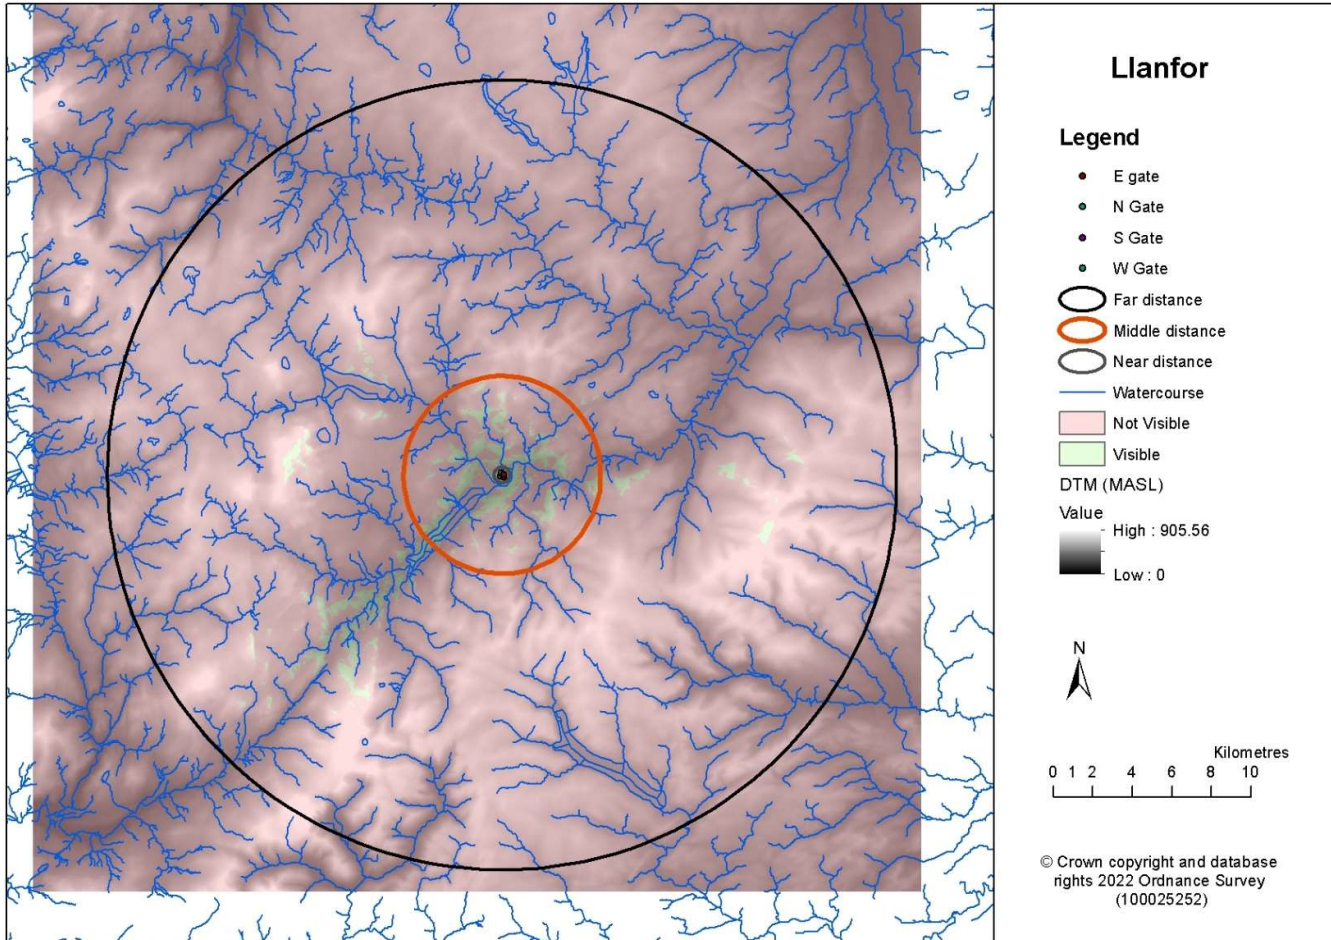 Llanfor
Legend
E gate
N Gate
S Gate
W Gate
Far distance
Middle distance
Near distance
Watercourse
Not Visible
Visible
DTM (MASL)
Value
High : 905.56
Low : 0
N
Kilometres
0 1 2 4 6 8 10
© Crown copyright and database
rights 2022 Ordnance Survey
(100025252)